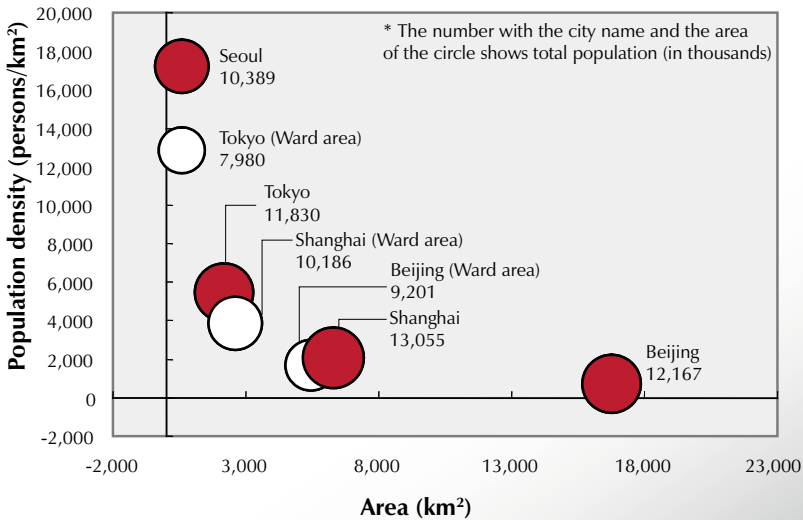 20,000
18,000
16,000
14,000
12,000
10,000
8,000
6,000
4,000
2,000
0
-2,000
Population density (persons/km²)
* The number with the city name and the area
of the circle shows total population (in thousands)
Seoul
10,389
Tokyo (Ward area)
7,980
Tokyo
11,830
Shanghai (Ward area)
10,186
Beijing (Ward area)
9,201
Shanghai
13,055
Beijing
12,167
-2,000 3,000 8,000 13,000 18,000 23,000
Area (km²)